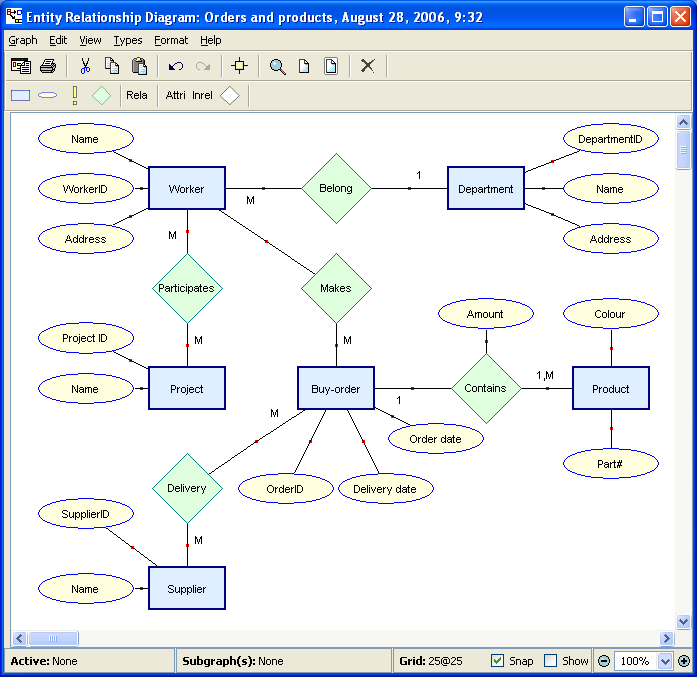 Entity Relationship Diagram: Orders and products, August 28, 2006, 9:32
Graph Edit View Types Format Help
Rela Attri Inrel
Name
DepartmentID
WorkerID
Worker
M
Belong
1
Department
Name
Address
Address
M
Participates
Makes
Project ID
M
M
Amount
Colour
Name
Project
Buy-order
1
Contains
1,M
Product
M
Order date
Part#
Delivery
OrderID
Delivery date
SupplierID
M
Name
Supplier
Active: None
Subgraph(s): None
Grid: 25@25
Snap
Show
100%